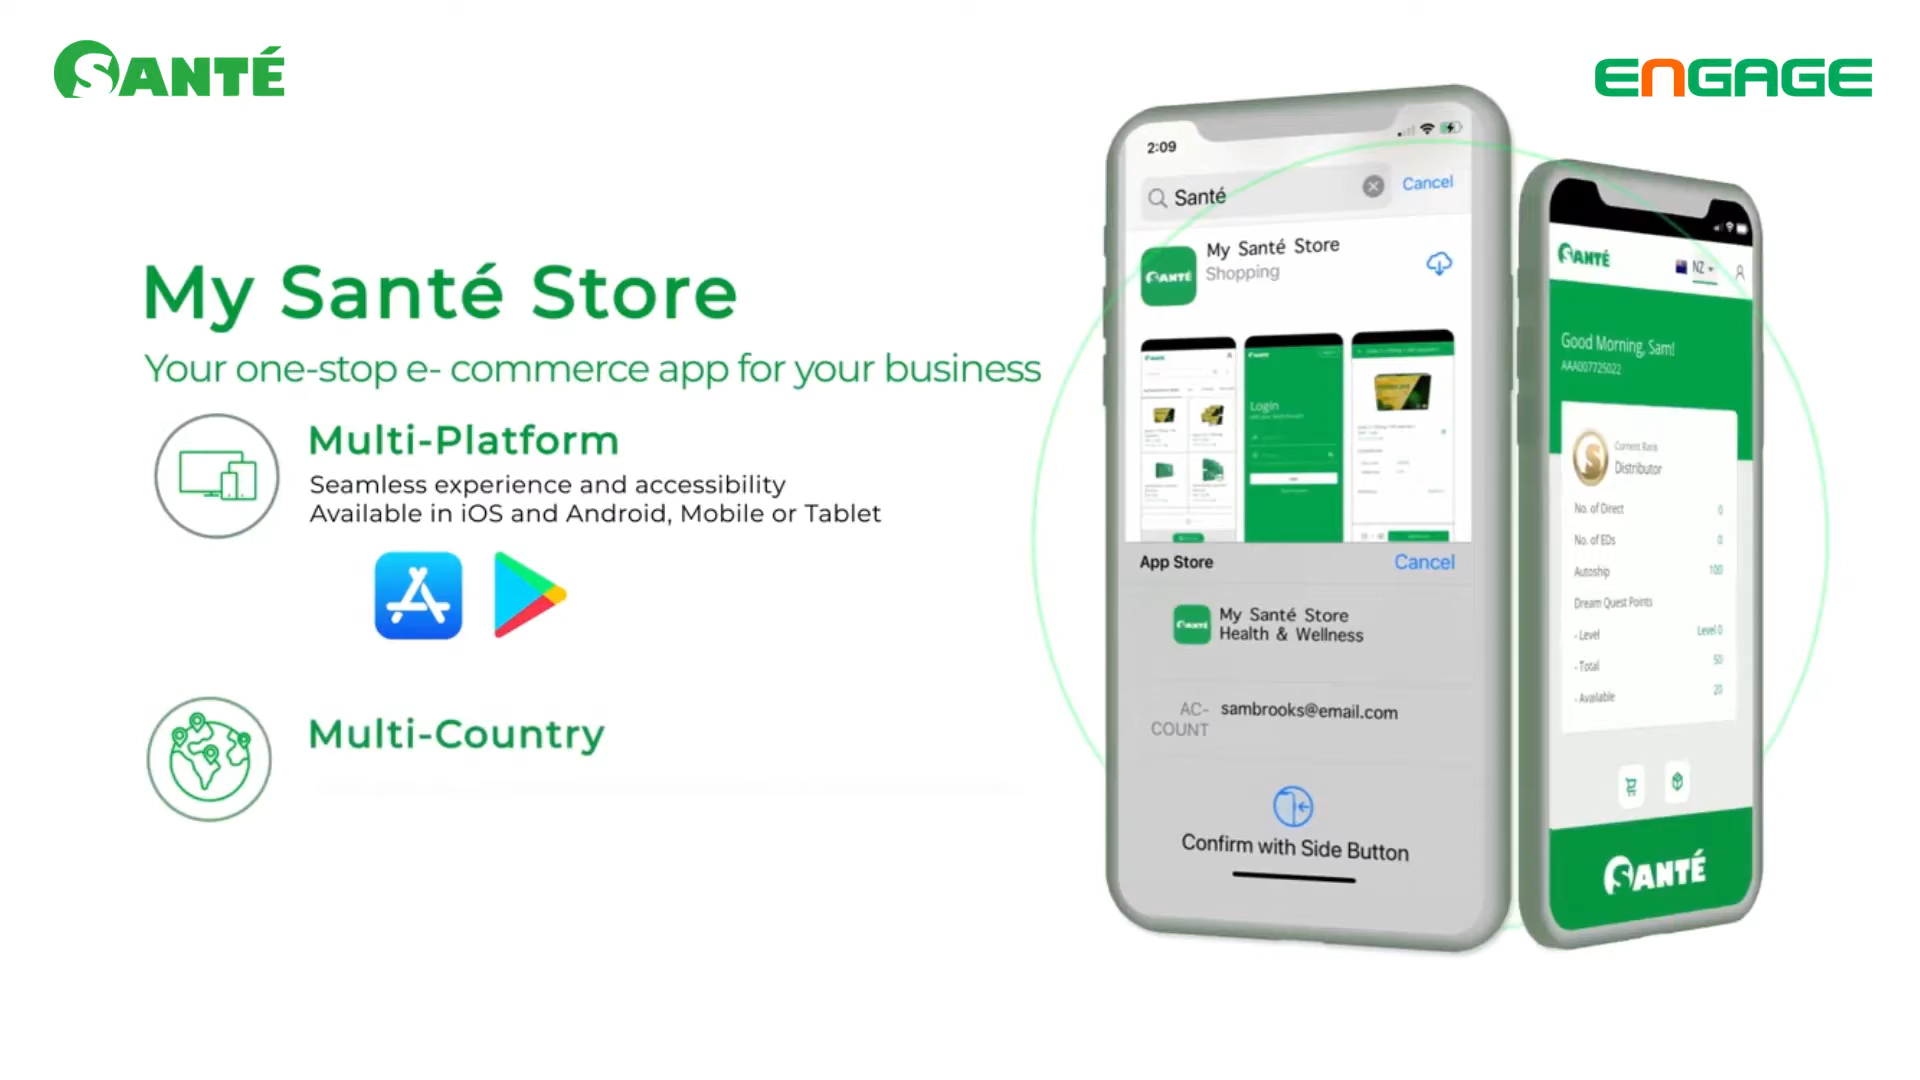 SANTÉ
ENGAGE
My Santé Store
Your one-stop e- commerce app for your business
Multi-Platform
Seamless experience and accessibility
Available in iOS and Android, Mobile or Tablet
Multi-Country
2:09
Santé
Cancel
My Santé Store
Shopping
SANTÉ
Login
App Store
Cancel
SANTÉ
My Santé Store
Health & Wellness
AC-
COUNT
sambrooks@email.com
Confirm with Side Button
SANTÉ
NZ
Good Morning, Sam!
AAA007725022
Current Rank
Distributor
No. of Direct 0
No. of EDs 0
Autoship 100
Dream Quest Points
- Level Level 0
- Total 50
- Available 20
SANTÉ